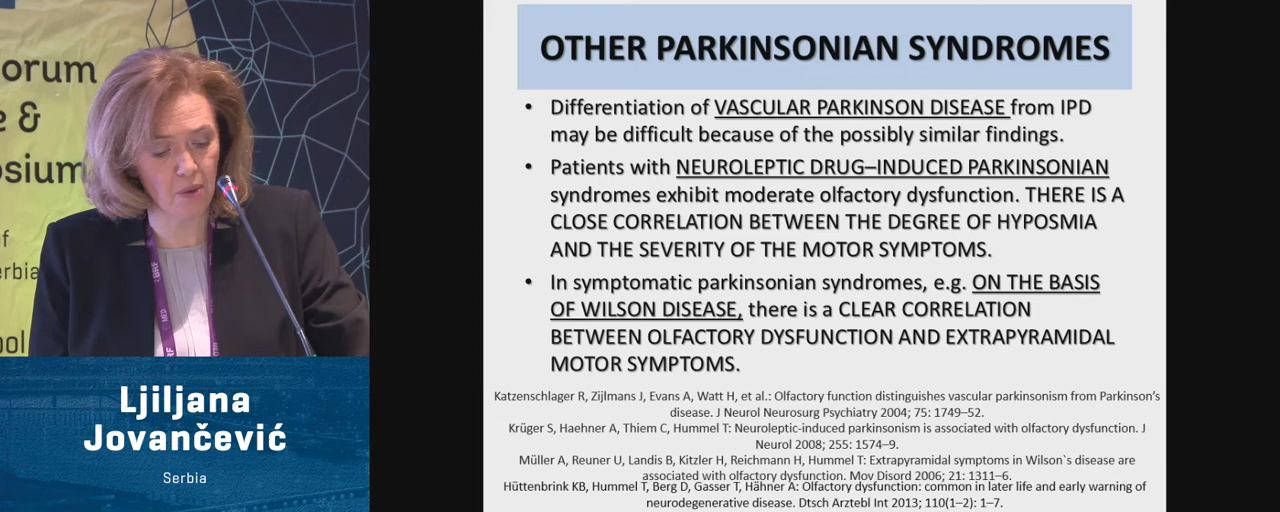 orum
e &
osium
of
erbia
ool
BRF
MED
Ljiljana
Jovančević
Serbia
OTHER PARKINSONIAN SYNDROMES
• Differentiation of VASCULAR PARKINSON DISEASE from IPD
may be difficult because of the possibly similar findings.
• Patients with NEUROLEPTIC DRUG–INDUCED PARKINSONIAN
syndromes exhibit moderate olfactory dysfunction. THERE IS A
CLOSE CORRELATION BETWEEN THE DEGREE OF HYPOSMIA
AND THE SEVERITY OF THE MOTOR SYMPTOMS.
• In symptomatic parkinsonian syndromes, e.g. ON THE BASIS
OF WILSON DISEASE, there is a CLEAR CORRELATION
BETWEEN OLFACTORY DYSFUNCTION AND EXTRAPYRAMIDAL
MOTOR SYMPTOMS.
Katzenschlager R, Zijlmans J, Evans A, Watt H, et al.: Olfactory function distinguishes vascular parkinsonism from Parkinson's
disease. J Neurol Neurosurg Psychiatry 2004; 75: 1749–52.
Krüger S, Haehner A, Thiem C, Hummel T: Neuroleptic-induced parkinsonism is associated with olfactory dysfunction. J
Neurol 2008; 255: 1574–9.
Müller A, Reuner U, Landis B, Kitzler H, Reichmann H, Hummel T: Extrapyramidal symptoms in Wilson`s disease are
associated with olfactory dysfunction. Mov Disord 2006; 21: 1311–6.
Hüttenbrink KB, Hummel T, Berg D, Gasser T, Hähner A: Olfactory dysfunction: common in later life and early warning of
neurodegenerative disease. Dtsch Arztebl Int 2013; 110(1–2): 1–7.